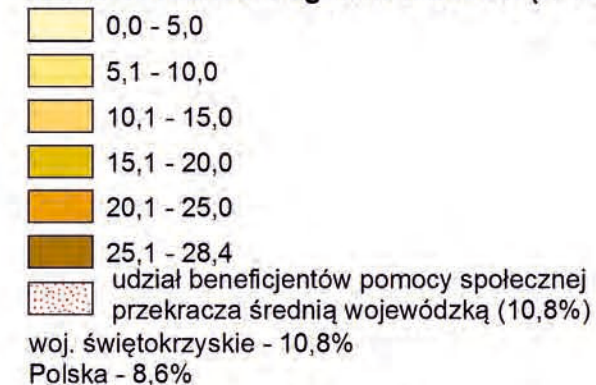 0,0 - 5,0
5,1 - 10,0
10,1 - 15,0
15,1 - 20,0
20,1 - 25,0
25,1 - 28,4
udział beneficjentów pomocy społecznej
przekracza średnią wojewódzką (10,8%)
woj. świętokrzyskie - 10,8%
Polska - 8,6%